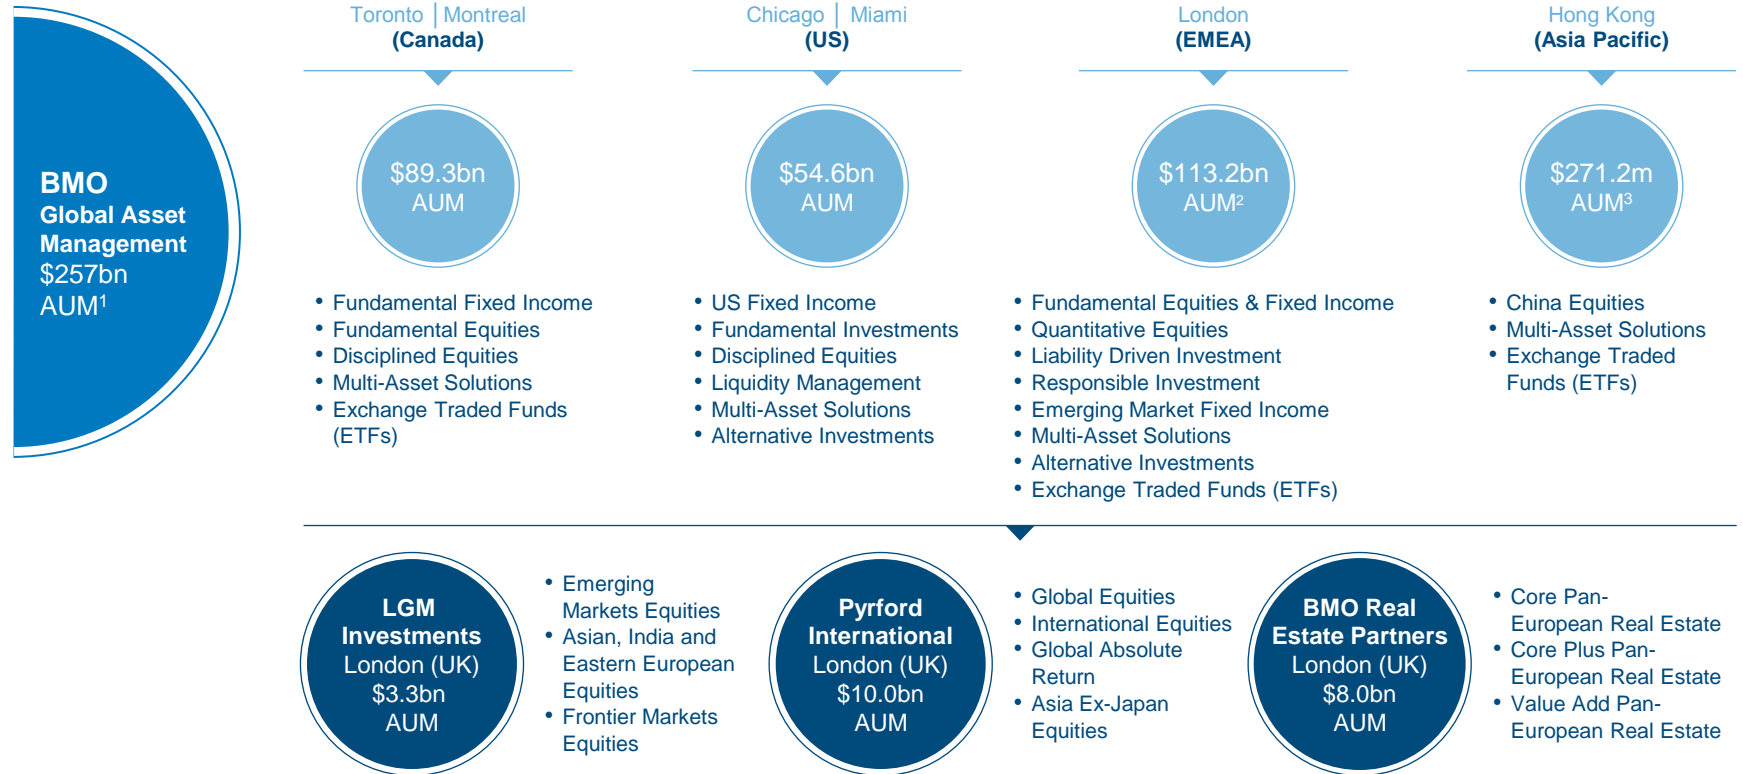 BMO
Global Asset
Management
$257bn
AUM¹
Toronto | Montreal
(Canada)
$89.3bn
AUM
• Fundamental Fixed Income
• Fundamental Equities
• Disciplined Equities
• Multi-Asset Solutions
• Exchange Traded Funds
(ETFs)
Chicago | Miami
(US)
$54.6bn
AUM
• US Fixed Income
• Fundamental Investments
• Disciplined Equities
• Liquidity Management
• Multi-Asset Solutions
• Alternative Investments
London
(EMEA)
$113.2bn
AUM²
• Fundamental Equities & Fixed Income
• Quantitative Equities
• Liability Driven Investment
• Responsible Investment
• Emerging Market Fixed Income
• Multi-Asset Solutions
• Alternative Investments
• Exchange Traded Funds (ETFs)
Hong Kong
(Asia Pacific)
$271.2m
AUM³
• China Equities
• Multi-Asset Solutions
• Exchange Traded
Funds (ETFs)
LGM
Investments
London (UK)
$3.3bn
AUM
• Emerging
Markets Equities
• Asian, India and
Eastern European
Equities
• Frontier Markets
Equities
Pyrford
International
London (UK)
$10.0bn
AUM
• Global Equities
• International Equities
• Global Absolute
Return
• Asia Ex-Japan
Equities
BMO Real
Estate Partners
London (UK)
$8.0bn
AUM
• Core Pan-
European Real Estate
• Core Plus Pan-
European Real Estate
• Value Add Pan-
European Real Estate